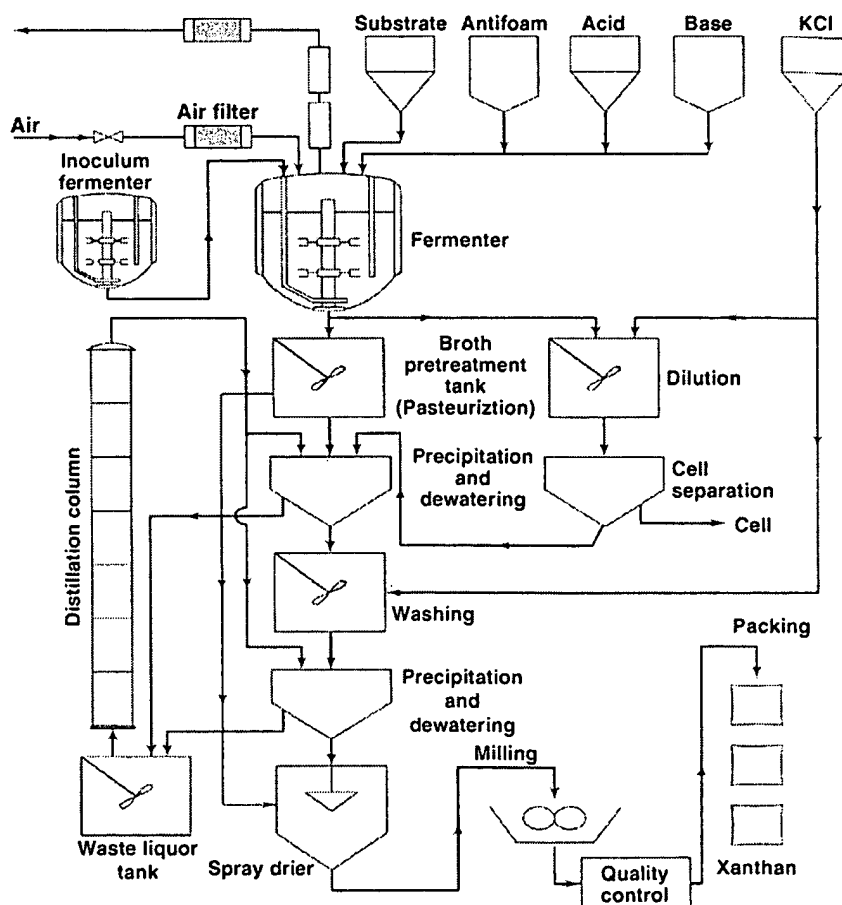 Substrate
Antifoam
Acid
Base
KCl
Air filter
Air
Inoculum
fermenter
Fermenter
Broth
pretreatment
tank
(Pasteuriztion)
Dilution
Distillation column
Precipitation
and
dewatering
Cell
separation
Cell
Washing
Packing
Precipitation
and
dewatering
Milling
Waste liquor
tank
Spray drier
Quality
control
Xanthan